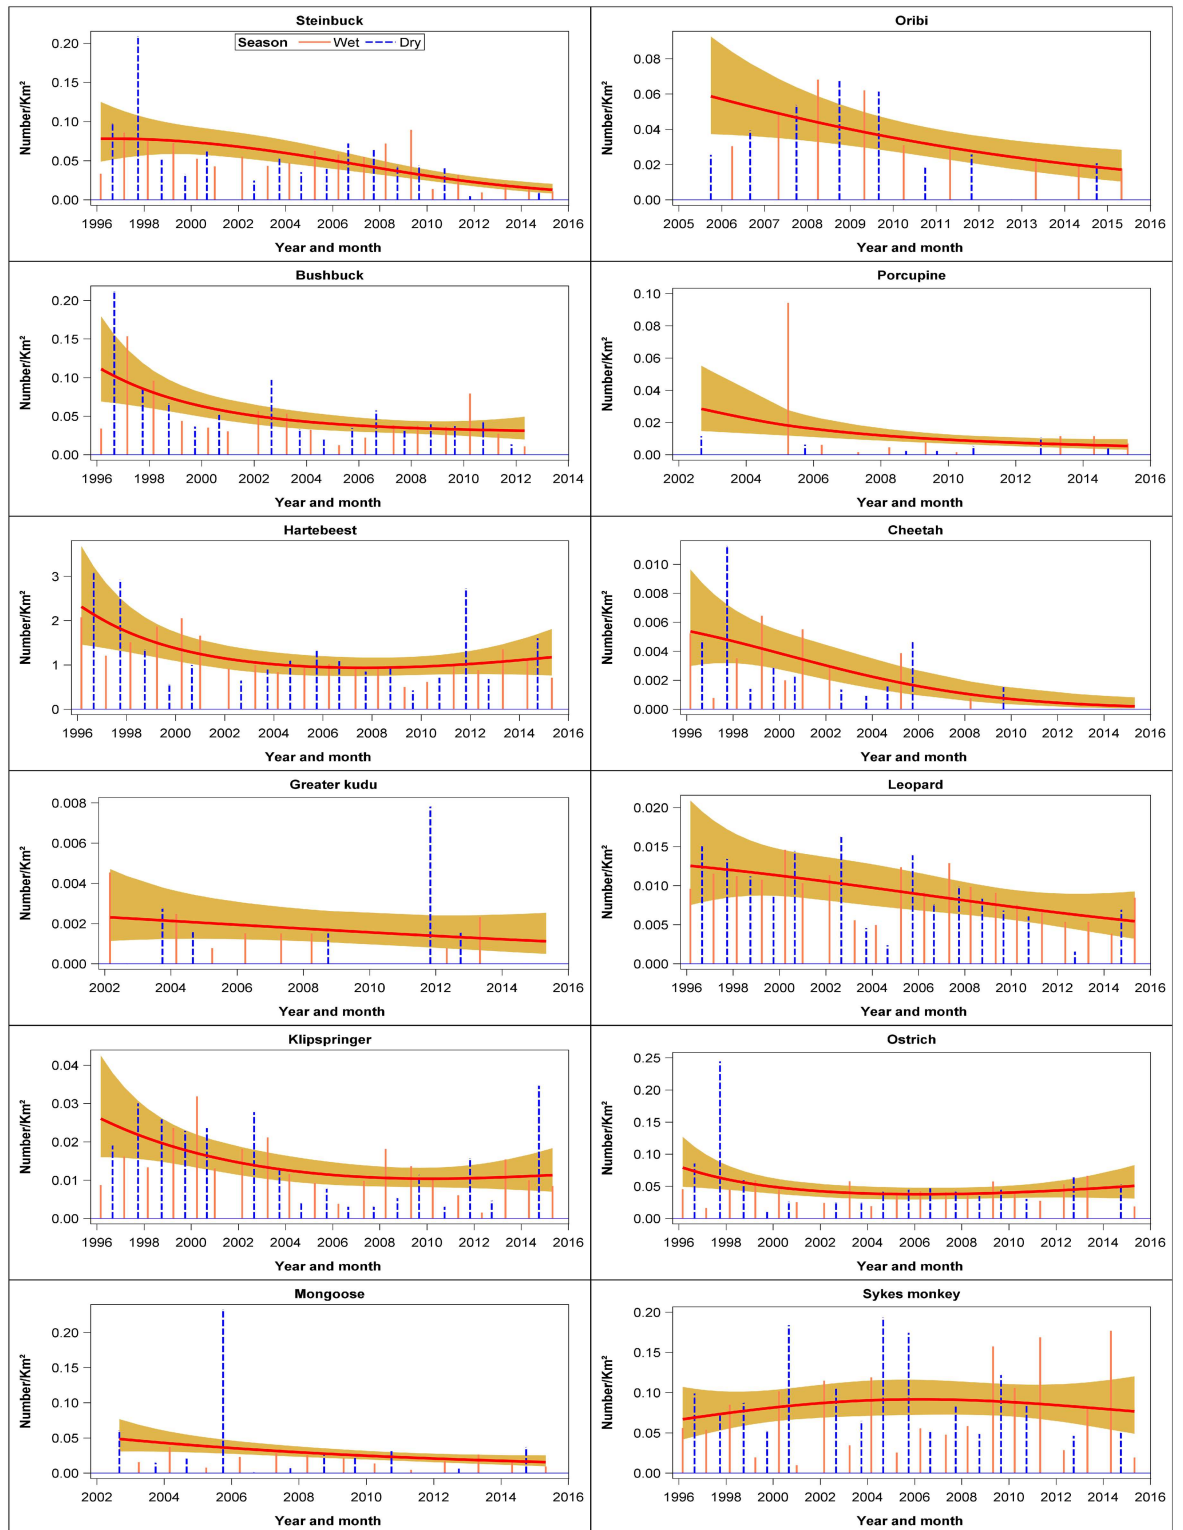 Steinbuck
Season Wet Dry
Number/Km²
0.20
0.15
0.10
0.05
0.00
1996 1998 2000 2002 2004 2006 2008 2010 2012 2014 2016
Year and month
Oribi
Number/Km²
0.08
0.06
0.04
0.02
0.00
2005 2006 2007 2008 2009 2010 2011 2012 2013 2014 2015 2016
Year and month
Bushbuck
Number/Km²
0.20
0.15
0.10
0.05
0.00
1996 1998 2000 2002 2004 2006 2008 2010 2012 2014
Year and month
Porcupine
Number/Km²
0.10
0.08
0.06
0.04
0.02
0.00
2002 2004 2006 2008 2010 2012 2014 2016
Year and month
Hartebeest
Number/Km²
3
2
1
0
1996 1998 2000 2002 2004 2006 2008 2010 2012 2014 2016
Year and month
Cheetah
Number/Km²
0.010
0.008
0.006
0.004
0.002
0.000
1996 1998 2000 2002 2004 2006 2008 2010 2012 2014 2016
Year and month
Greater kudu
Number/Km²
0.008
0.006
0.004
0.002
0.000
2002 2004 2006 2008 2010 2012 2014 2016
Year and month
Leopard
Number/Km²
0.020
0.015
0.010
0.005
0.000
1996 1998 2000 2002 2004 2006 2008 2010 2012 2014 2016
Year and month
Klipspringer
Number/Km²
0.04
0.03
0.02
0.01
0.00
1996 1998 2000 2002 2004 2006 2008 2010 2012 2014 2016
Year and month
Ostrich
Number/Km²
0.25
0.20
0.15
0.10
0.05
0.00
1996 1998 2000 2002 2004 2006 2008 2010 2012 2014 2016
Year and month
Mongoose
Number/Km²
0.20
0.15
0.10
0.05
0.00
2002 2004 2006 2008 2010 2012 2014 2016
Year and month
Sykes monkey
Number/Km²
0.20
0.15
0.10
0.05
0.00
1996 1998 2000 2002 2004 2006 2008 2010 2012 2014 2016
Year and month